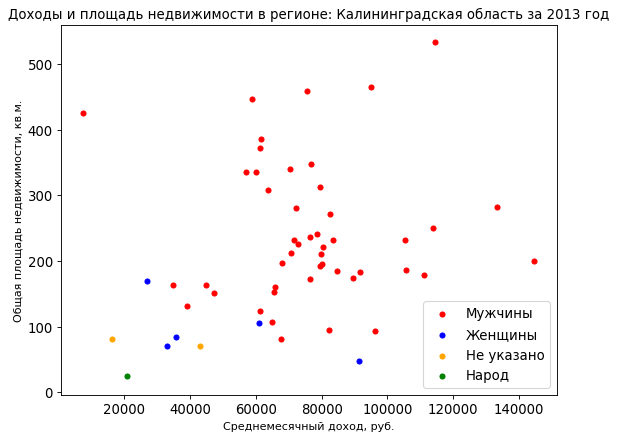 Доходы и площадь недвижимости в регионе: Калининградская область за 2013 год
Общая площадь недвижимости, кв.м.
500
400
300
200
100
0
Мужчины
Женщины
Не указано
Народ
20000 40000 60000 80000 100000 120000 140000
Среднемесячный доход, руб.